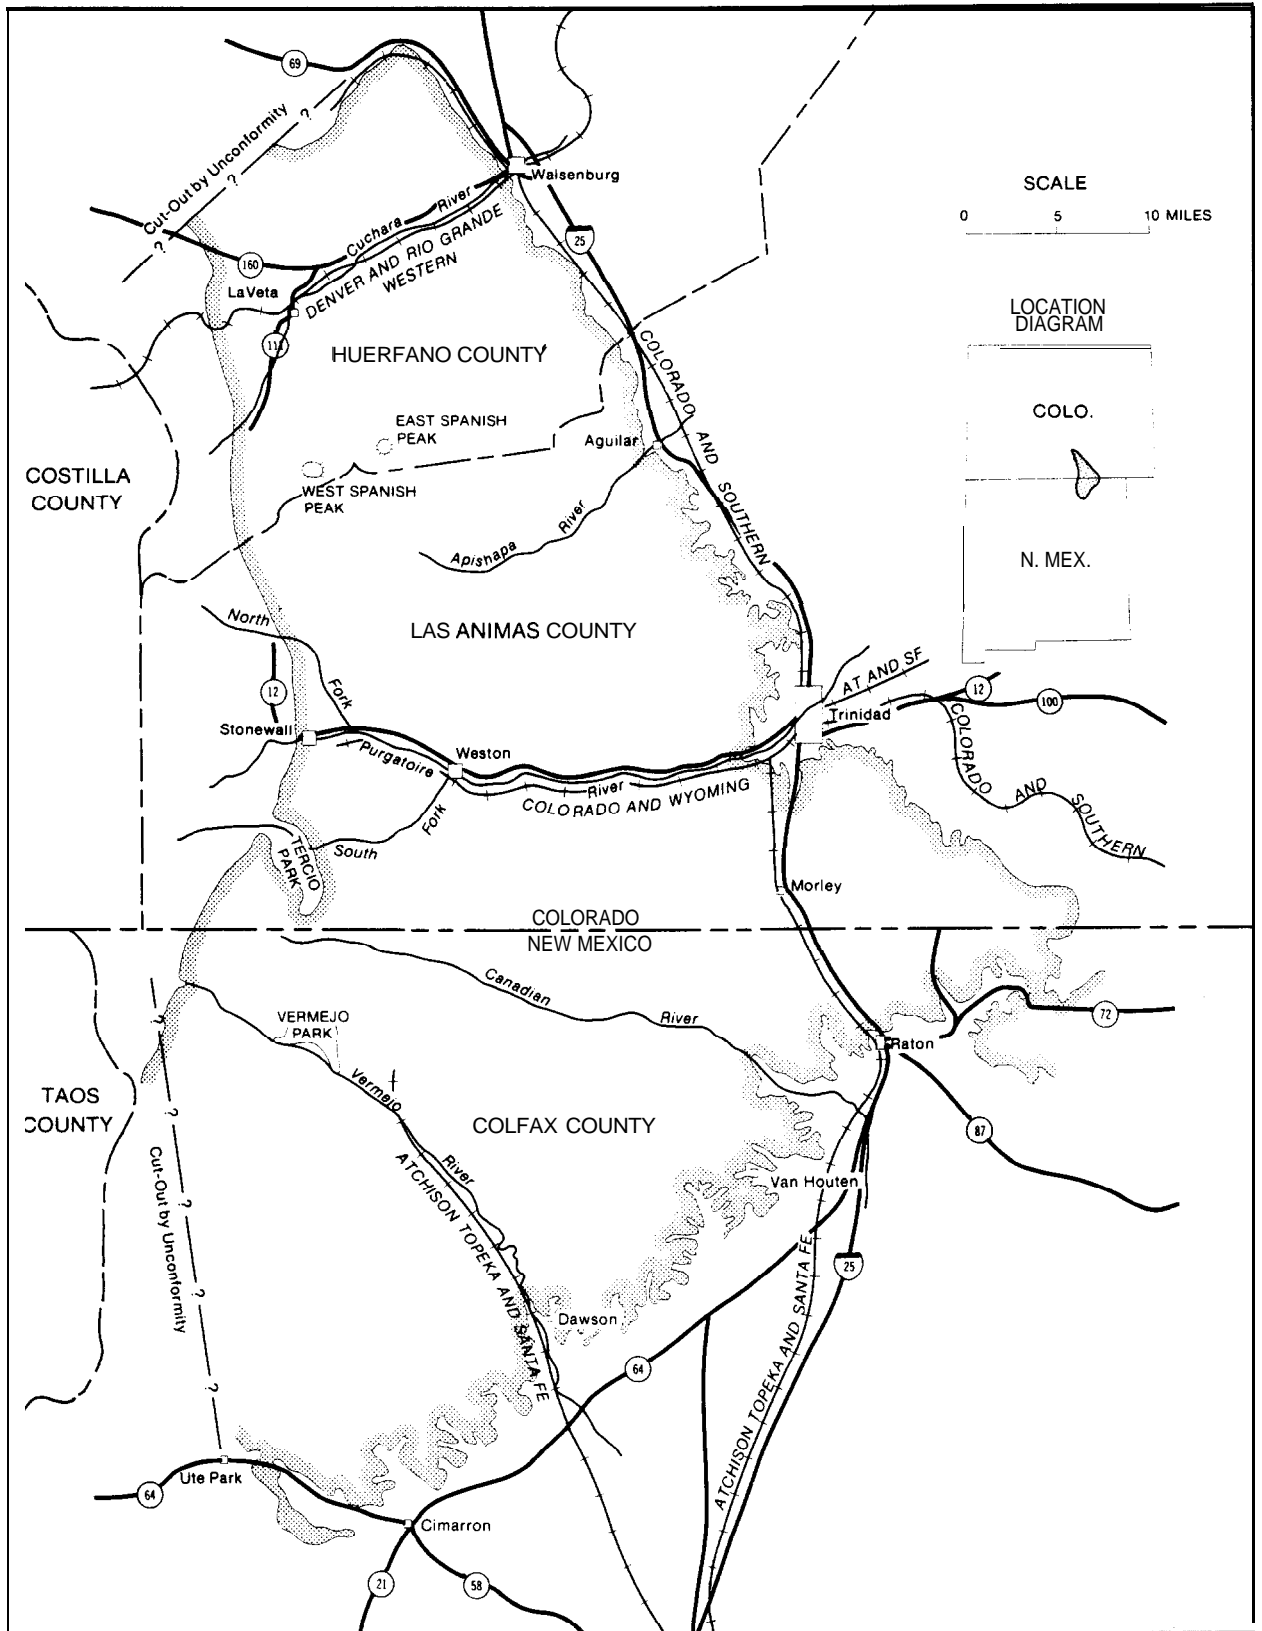 69
Cut-Out by Unconformity
?
?
?
Walsenburg
Cuchara River
25
160
LaVeta
DENVER AND RIO GRANDE
WESTERN
SCALE
0 5 10 MILES
LOCATION
DIAGRAM
COLO.
N. MEX.
HUERFANO COUNTY
COLORADO AND SOUTHERN
EAST SPANISH
PEAK
Aguilar
WEST SPANISH
PEAK
COSTILLA
COUNTY
Apishapa River
North Fork
LAS ANIMAS COUNTY
12
AT AND SF
12
100
Trinidad
Stonewall
Weston
Purgatoire River
COLORADO AND WYOMING
COLORADO AND SOUTHERN
South Fork
TERCIO
PARK
Morley
COLORADO
NEW MEXICO
Canadian River
VERMEJO
PARK
?
72
Raton
Vermejo River
TAOS
COUNTY
?
COLFAX COUNTY
87
Cut-Out by Unconformity
ATCHISON TOPEKA AND SANTA FE
Van Houten
?
25
?
Dawson
64
?
ATCHISON TOPEKA AND SANTA FE
Ute Park
64
Cimarron
21
58